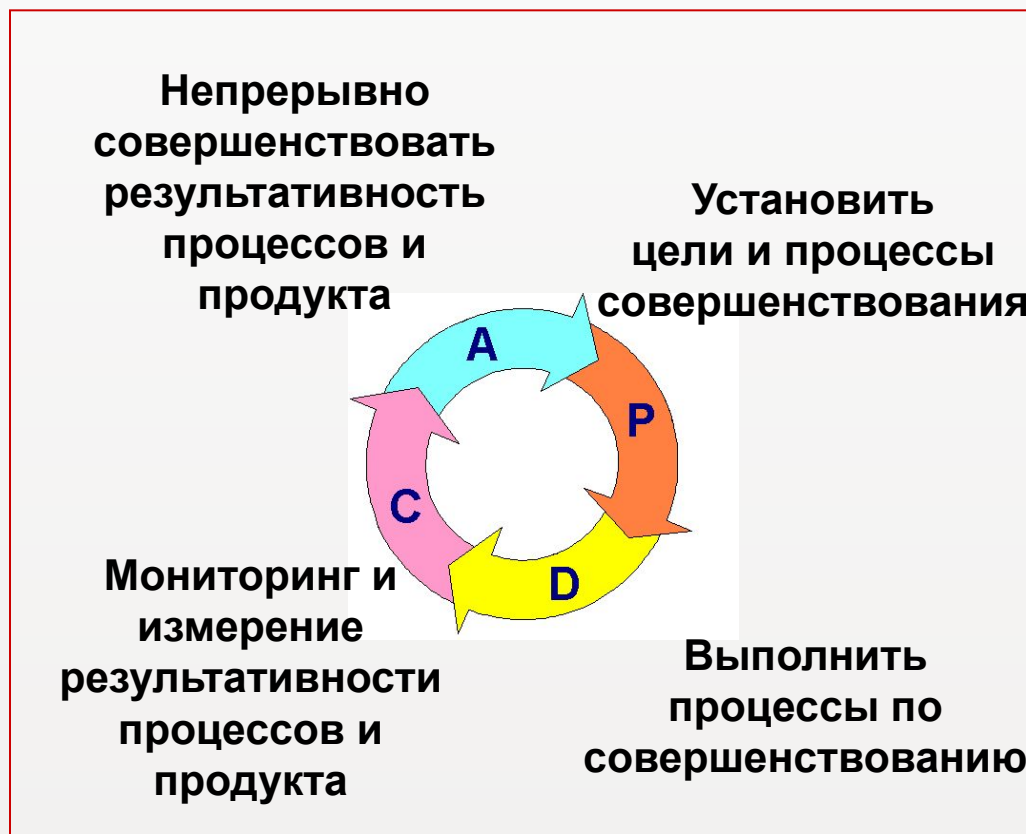 Непрерывно
совершенствовать
результативность
процессов и
продукта
Установить
цели и процессы
совершенствования
A
P
C
D
Мониторинг и
измерение
результативности
процессов и
продукта
Выполнить
процессы по
совершенствованию